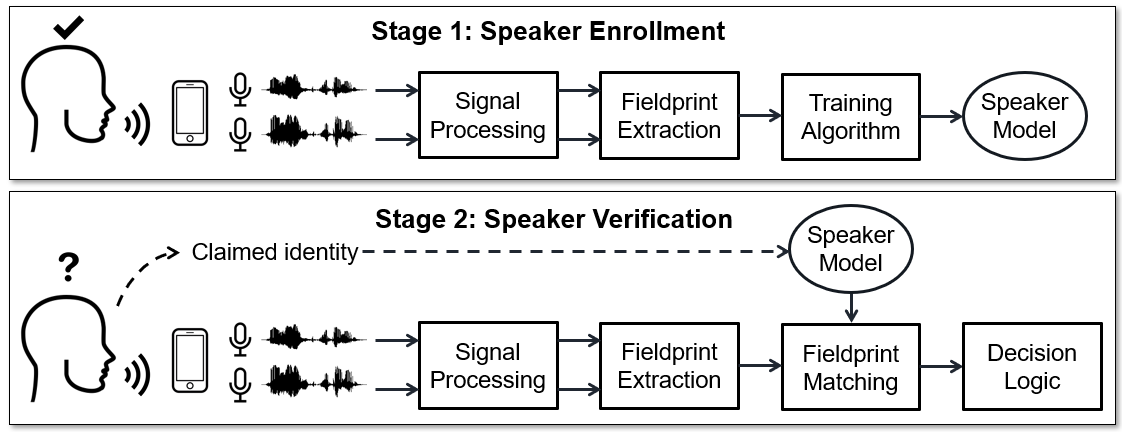 Stage 1: Speaker Enrollment
Signal
Processing
Fieldprint
Extraction
Training
Algorithm
Speaker
Model
Stage 2: Speaker Verification
?
Claimed identity
Speaker
Model
Signal
Processing
Fieldprint
Extraction
Fieldprint
Matching
Decision
Logic